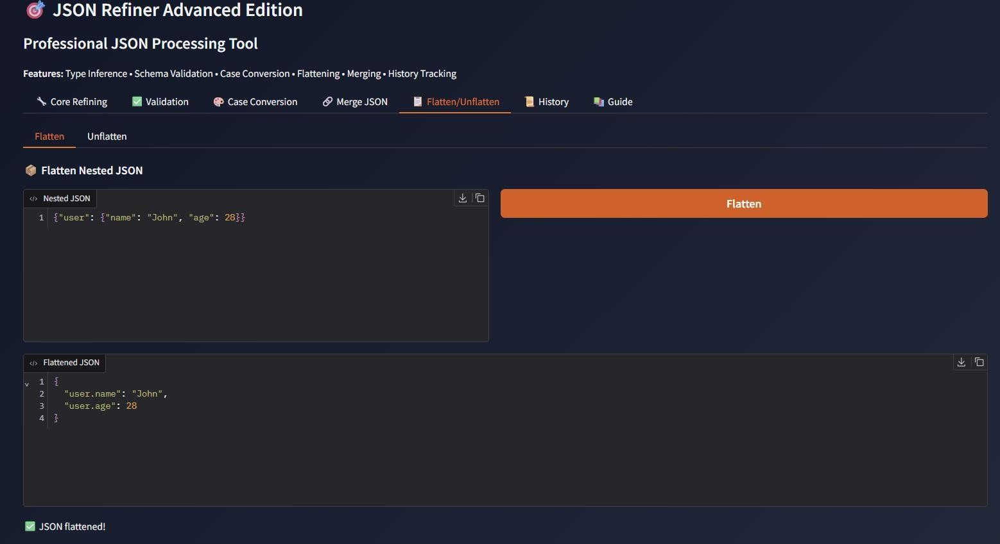 JSON Refiner Advanced Edition
Professional JSON Processing Tool
Features: Type Inference • Schema Validation • Case Conversion • Flattening • Merging • History Tracking
Core Refining Validation Case Conversion Merge JSON Flatten/Unflatten History Guide
Flatten Unflatten
Flatten Nested JSON
</> Nested JSON
Flatten
1 {"user": {"name": "John", "age": 28}}
</> Flattened JSON
1 {
2 "user.name": "John",
3 "user.age": 28
4 }
JSON flattened!